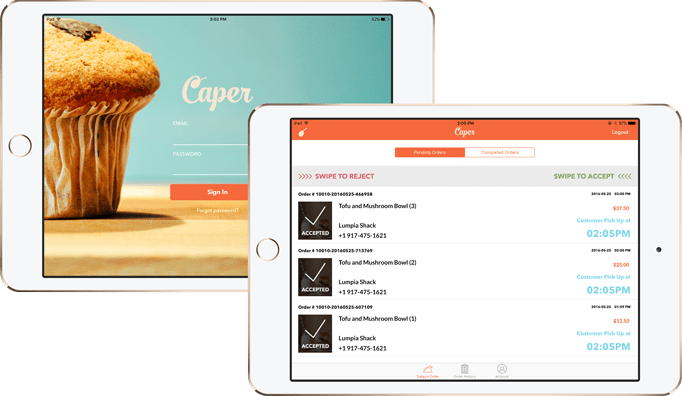 iPad
3:02 PM
52%
Caper
EMAIL
PASSWORD
Sign In
Forgot password?
iPad
3:05 PM
57%
Caper
Logout
Pending Orders
Completed Orders
>>>> SWIPE TO REJECT
SWIPE TO ACCEPT <<<<
Order # 10010-20160525-466958
2016-05-25 02:00 PM
Tofu and Mushroom Bowl (3)
$37.50
Customer Pick Up at
ACCEPTED
Lumpia Shack
02:05PM
+1 917-475-1621
Order # 10010-20160525-713769
2016-05-25 02:00 PM
Tofu and Mushroom Bowl (2)
$25.00
Customer Pick Up at
ACCEPTED
Lumpia Shack
02:05PM
+1 917-475-1621
Order # 10010-20160525-607109
2016-05-25 01:59 PM
Tofu and Mushroom Bowl (1)
$12.50
Customer Pick Up at
ACCEPTED
Lumpia Shack
02:05PM
+1 917-475-1621
Today's Order
Order History
Account